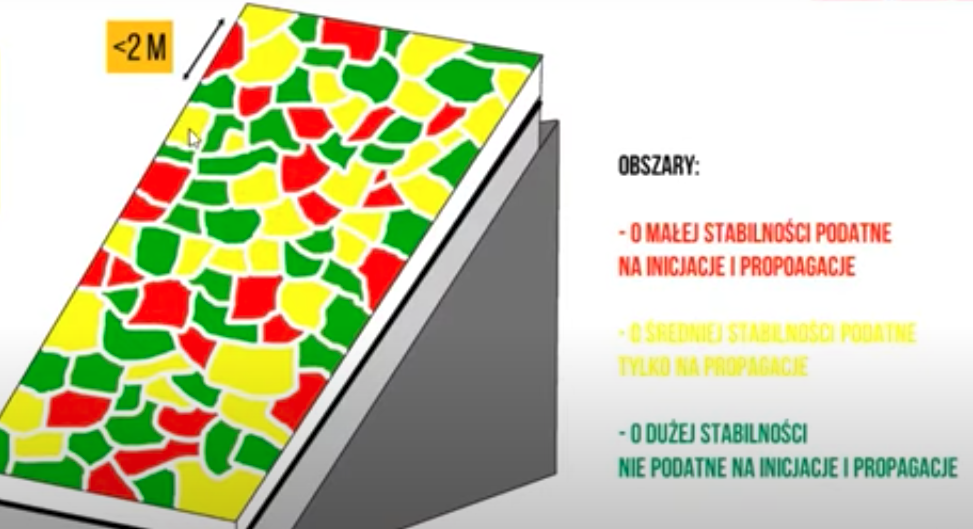 <2 M
OBSZARY:
- O MAŁEJ STABILNOŚCI PODATNE
NA INICJACJE I PROPOAGACJE
- O ŚREDNIEJ STABILNOŚCI PODATNE
TYLKO NA PROPAGACJE
- O DUŻEJ STABILNOŚCI
NIE PODATNE NA INICJACJE I PROPAGACJE